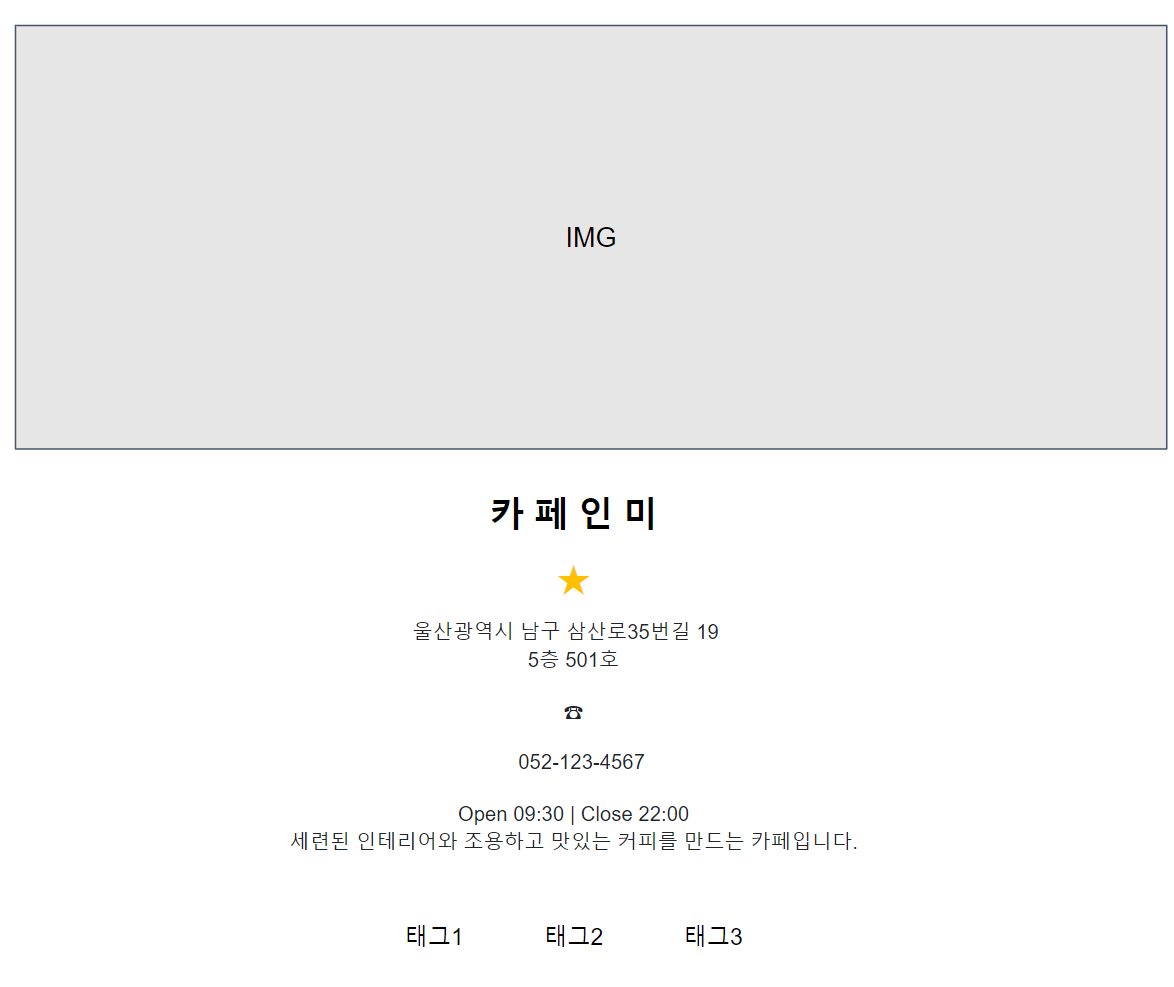 IMG
카 페 인 미
★
울산광역시 남구 삼산로35번길 19
5층 501호
☎
052-123-4567
Open 09:30 | Close 22:00
세련된 인테리어와 조용하고 맛있는 커피를 만드는 카페입니다.
태그1 태그2 태그3